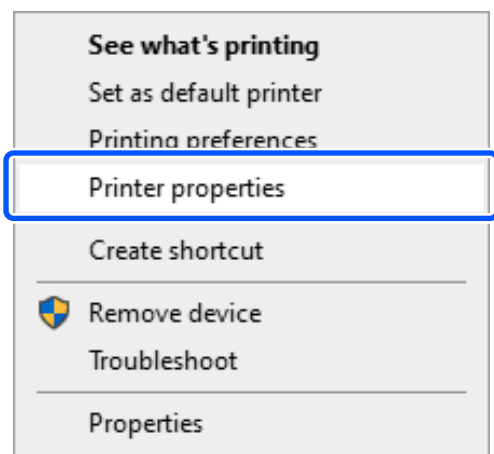 See what's printing
Set as default printer
Printing preferences
Printer properties
Create shortcut
Remove device
Troubleshoot
Properties